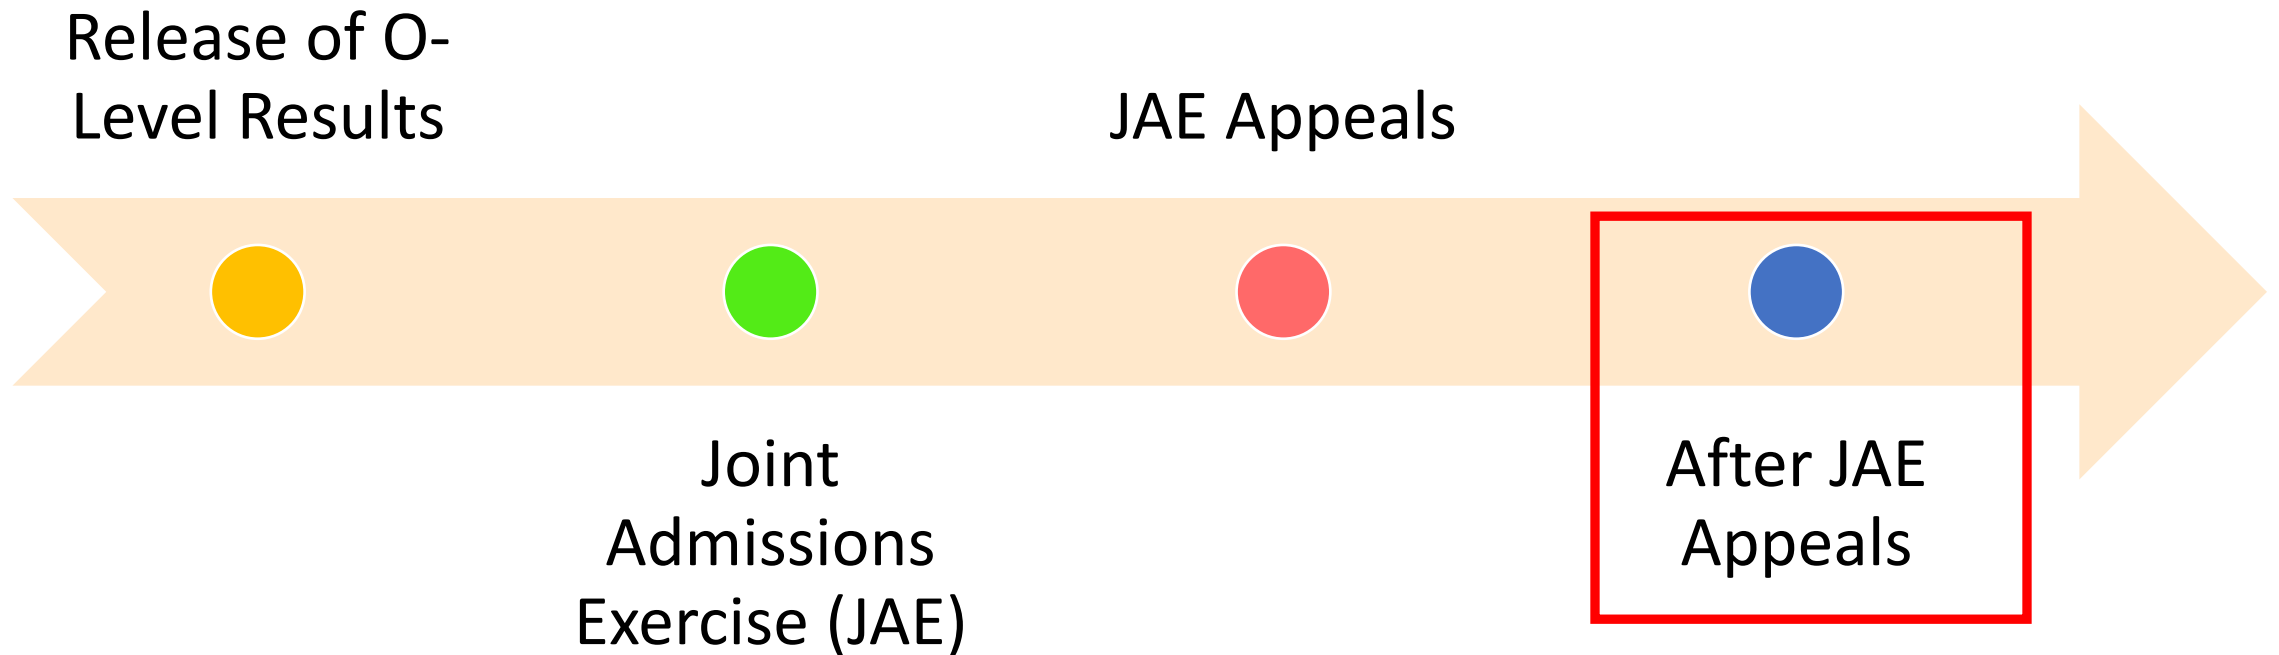 Release of O-
Level Results
Joint
Admissions
Exercise (JAE)
JAE Appeals
After JAE
Appeals